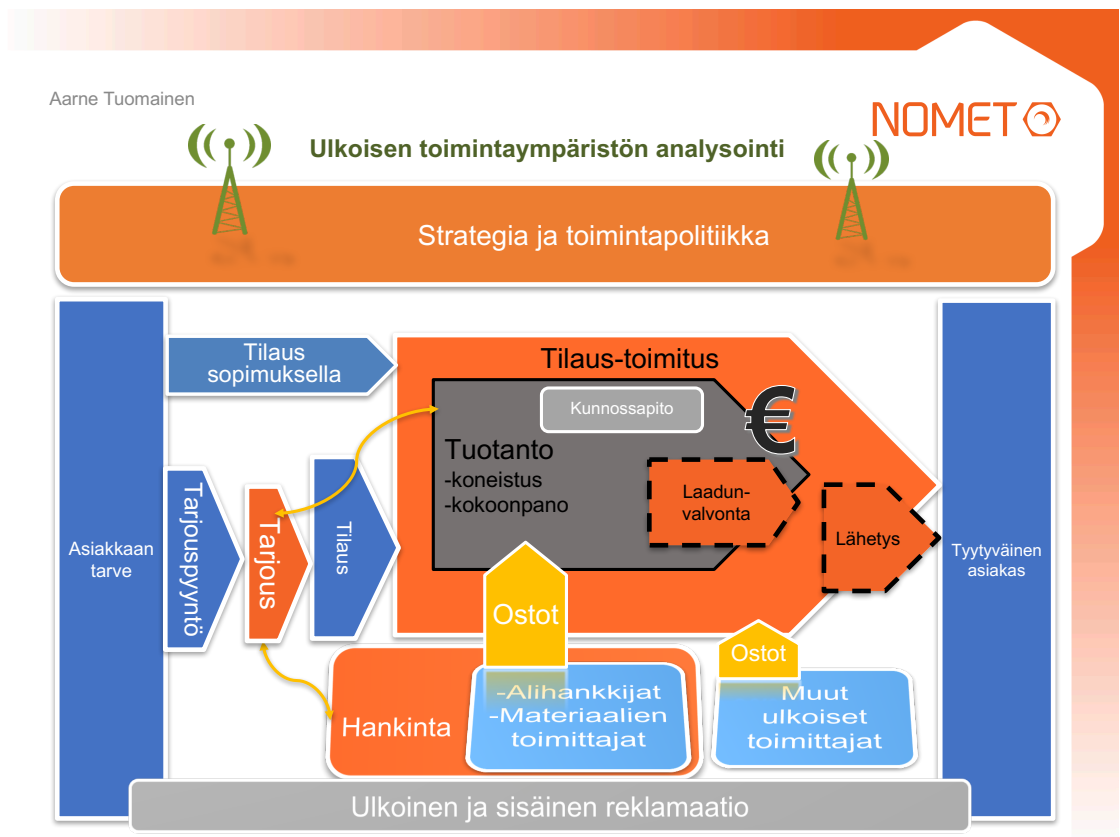 Aarne Tuomainen
NOMET
Ulkoisen toimintaympäristön analysointi
Strategia ja toimintapolitiikka
Asiakkaan
tarve
Tilaus
sopimuksella
Tarjouspyyntö
Tarjous
Tilaus
Tilaus-toimitus
Kunnossapito
€
Tuotanto
-koneistus
-kokoonpano
Laadun-
valvonta
Lähetys
Tyytyväinen
asiakas
Ostot
Ostot
Hankinta
-Alihankkijat
-Materiaalien
toimittajat
Muut
ulkoiset
toimittajat
Ulkoinen ja sisäinen reklamaatio